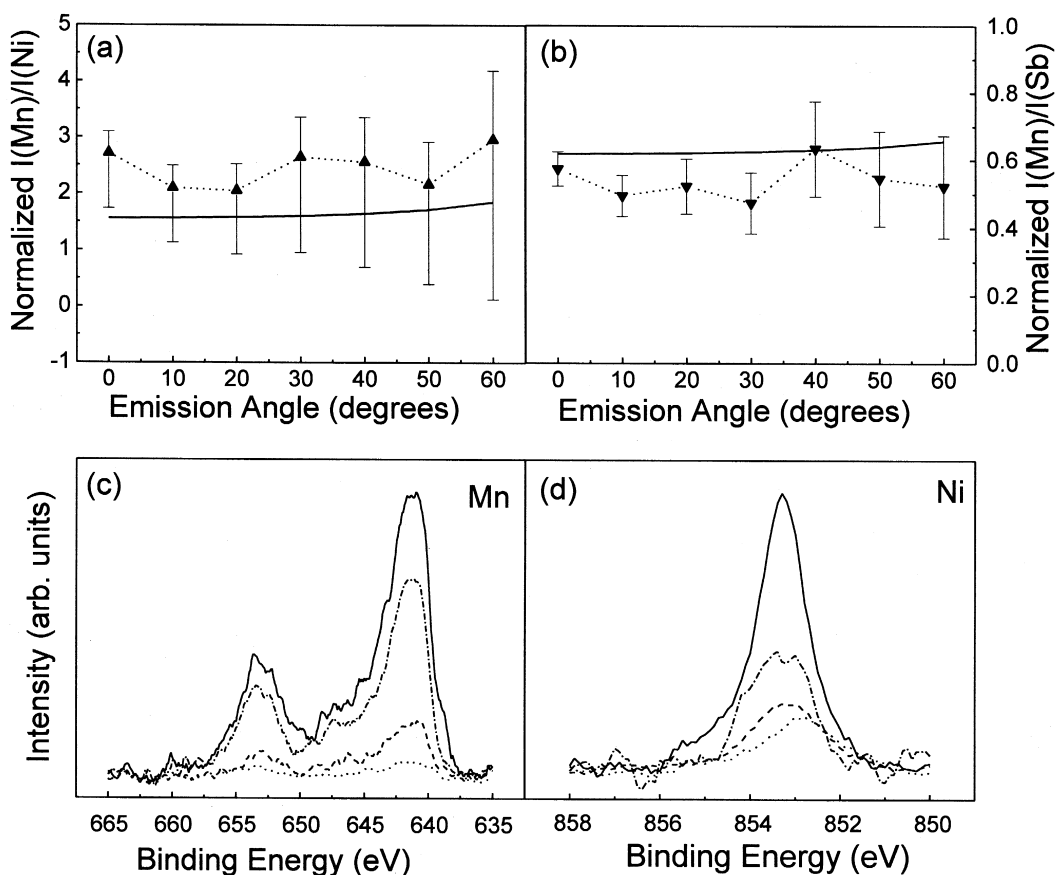 (a)
(b)
Normalized I(Mn)/I(Ni)
5
4
3
2
1
0
-1
0 10 20 30 40 50 60
Emission Angle (degrees)
1.0
0.8
0.6
0.4
0.2
0.0
Normalized I(Mn)/I(Sb)
0 10 20 30 40 50 60
Emission Angle (degrees)
(c)
Mn
(d)
Ni
Intensity (arb. units)
665 660 655 650 645 640 635
Binding Energy (eV)
858 856 854 852 850
Binding Energy (eV)